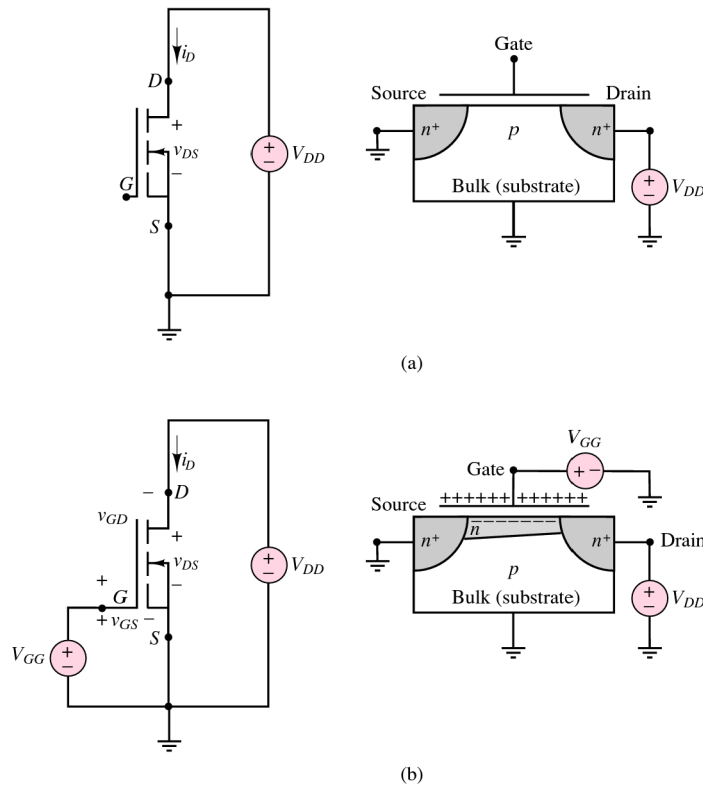 i_D
D
+
v_DS
−
G
S
+
−
V_DD
Gate
Source
Drain
n+
p
n+
Bulk (substrate)
+
−
V_DD
(a)
i_D
− D
v_GD
+
v_DS
−
+
G
+ v_GS −
S
V_GG
+
−
+
−
V_DD
V_GG
Gate
+ −
Source
++++++ ++++++
n+
n
− − − − − − −
n+
Drain
p
Bulk (substrate)
+
−
V_DD
(b)